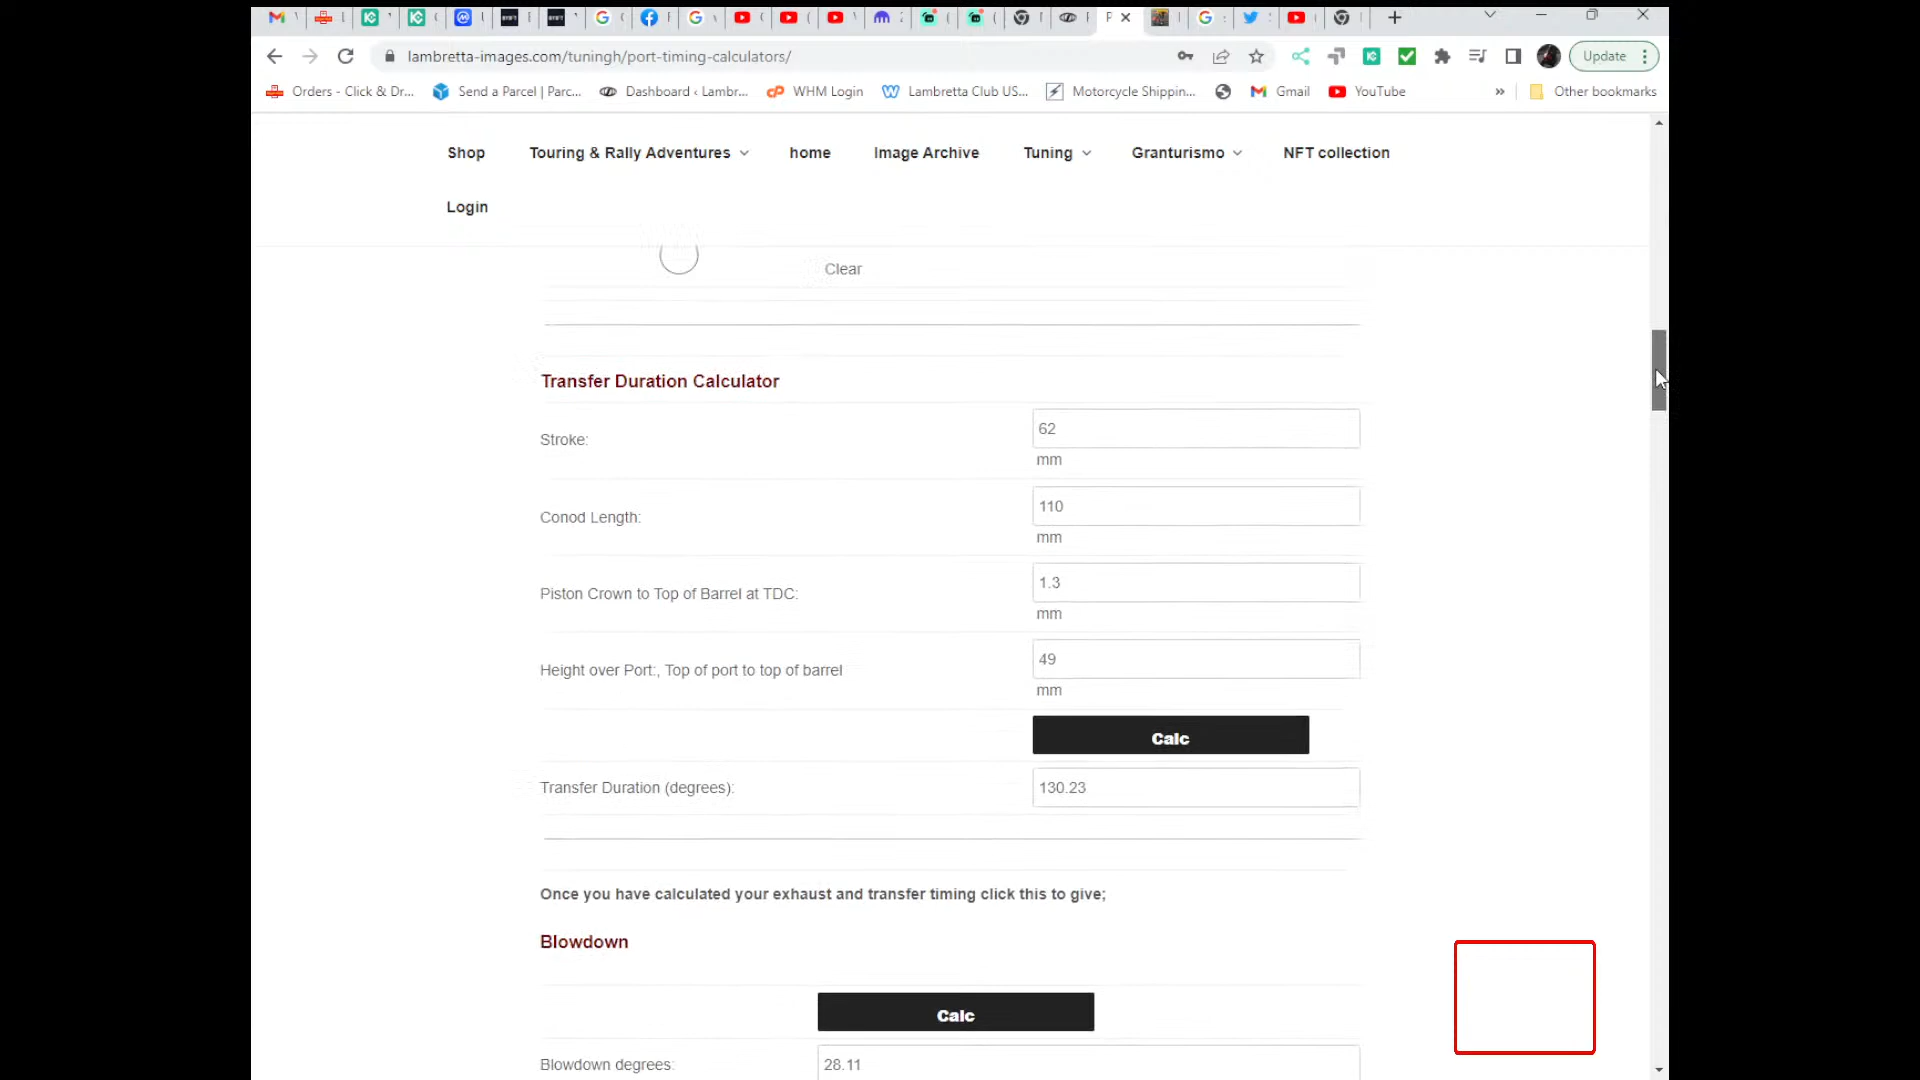 lambretta-images.com/tuningh/port-timing-calculators/
Update
Orders - Click & Dr...
Send a Parcel | Parc...
Dashboard ‹ Lambr...
WHM Login
Lambretta Club US...
Motorcycle Shippin...
Gmail
YouTube
»
Other bookmarks
Shop
Touring & Rally Adventures
home
Image Archive
Tuning
Granturismo
NFT collection
Login
Clear
Transfer Duration Calculator
Stroke:
62
mm
Conod Length:
110
mm
Piston Crown to Top of Barrel at TDC:
1.3
mm
Height over Port:, Top of port to top of barrel
49
mm
Calc
Transfer Duration (degrees):
130.23
Once you have calculated your exhaust and transfer timing click this to give;
Blowdown
Calc
Blowdown degrees:
28.11